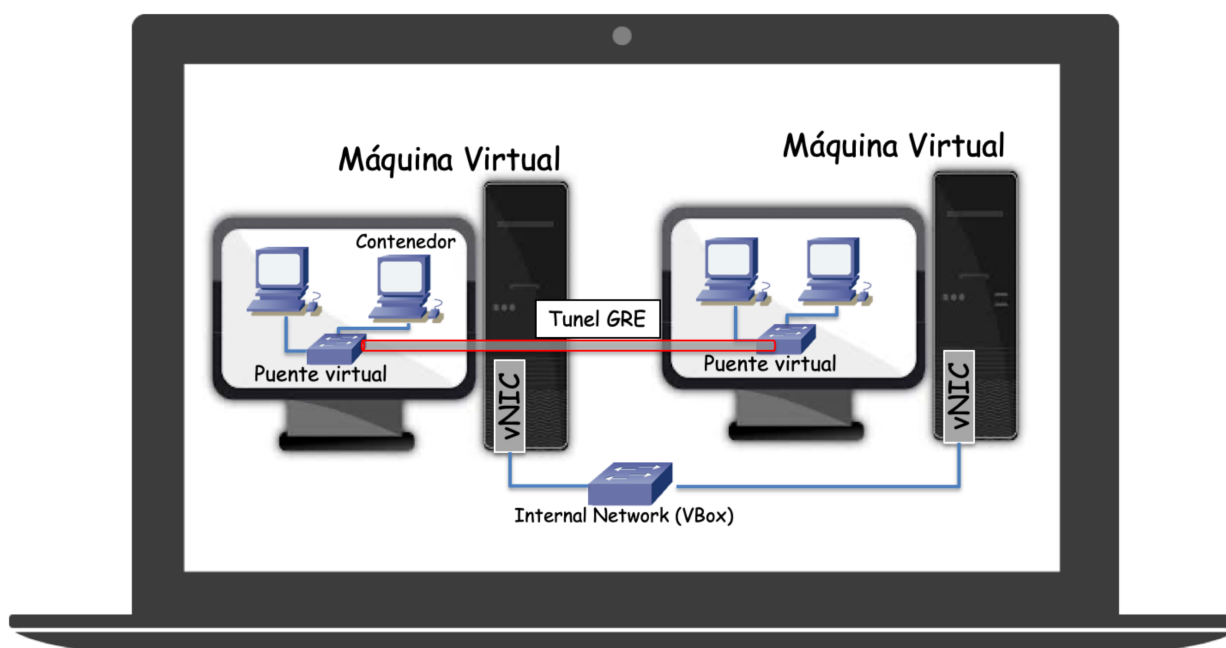 Máquina Virtual
Máquina Virtual
Contenedor
Tunel GRE
Puente virtual
Puente virtual
vNIC
vNIC
Internal Network (VBox)